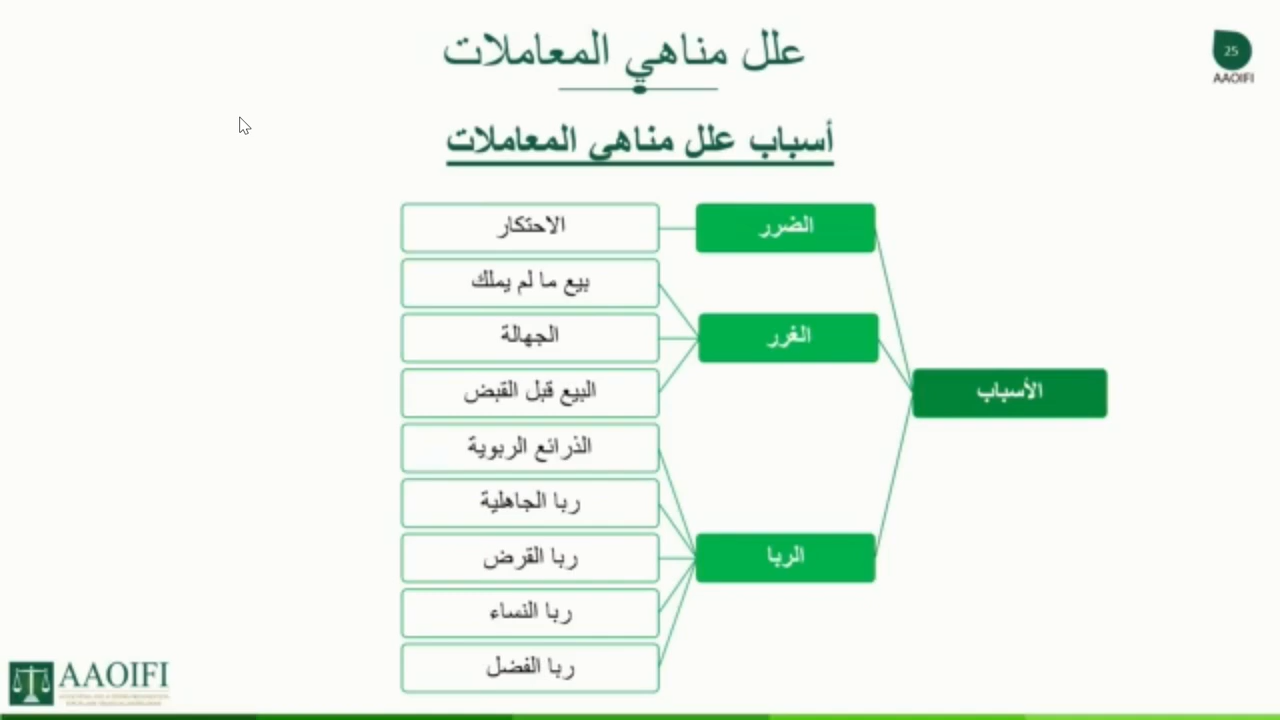 علل مناهي المعاملات
25
AAOIFI
أسباب علل مناهي المعاملات
الأسباب
الضرر
الاحتكار
الغرر
بيع ما لم يملك
الجهالة
البيع قبل القبض
الربا
الذرائع الربوية
ربا الجاهلية
ربا القرض
ربا النساء
ربا الفضل
AAOIFI